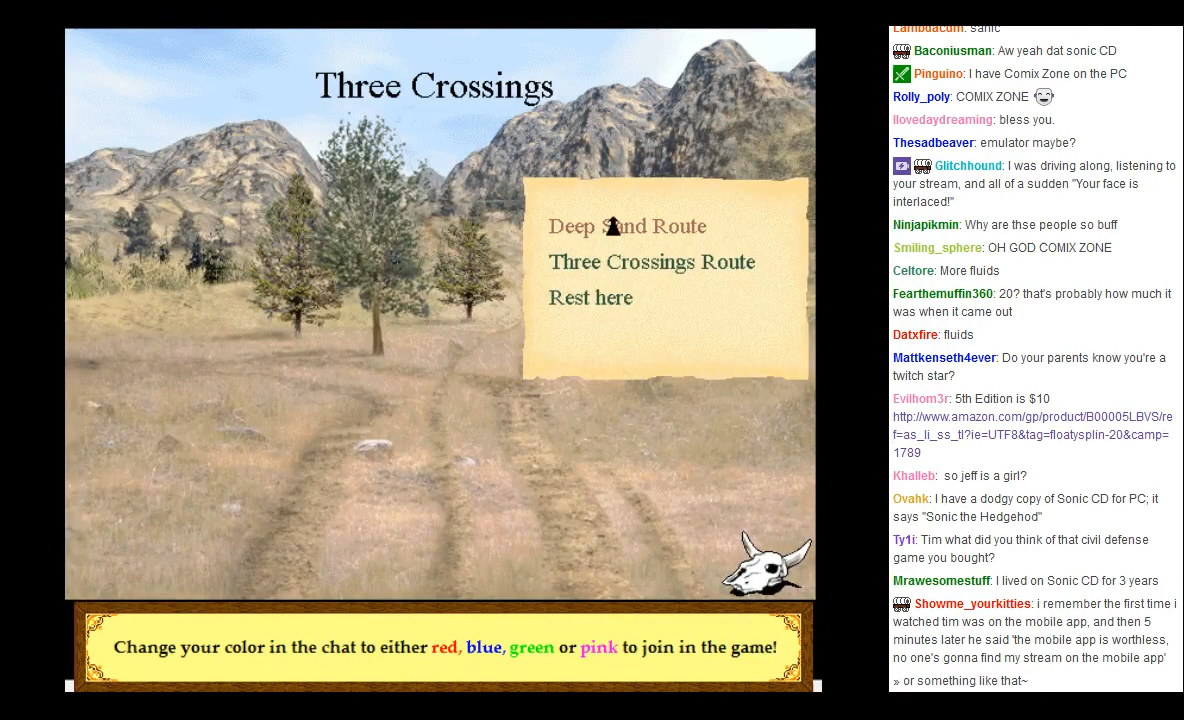 Three Crossings
Deep Sand Route
Three Crossings Route
Rest here
Change your color in the chat to either red, blue, green or pink to join in the game!
Lambdacdm: sanic
Baconiusman: Aw yeah dat sonic CD
Pinguino: I have Comix Zone on the PC
Rolly_poly: COMIX ZONE
Ilovedaydreaming: bless you.
Thesadbeaver: emulator maybe?
Glitchhound: I was driving along, listening to
your stream, and all of a sudden "Your face is
interlaced!"
Ninjapikmin: Why are thse people so buff
Smiling_sphere: OH GOD COMIX ZONE
Celtore: More fluids
Fearthemuffin360: 20? that's probably how much it
was when it came out
Datxfire: fluids
Mattkenseth4ever: Do your parents know you're a
twitch star?
Evilhom3r: 5th Edition is $10
http://www.amazon.com/gp/product/B00005LBVS/re
f=as_li_ss_tl?ie=UTF8&tag=floatysplin-20&camp=
1789
Khalleb: so jeff is a girl?
Ovahk: I have a dodgy copy of Sonic CD for PC; it
says "Sonic the Hedgehod"
Ty1i: Tim what did you think of that civil defense
game you bought?
Mrawesomestuff: I lived on Sonic CD for 3 years
Showme_yourkitties: i remember the first time i
watched tim was on the mobile app, and then 5
minutes later he said 'the mobile app is worthless,
no one's gonna find my stream on the mobile app'
» or something like that~